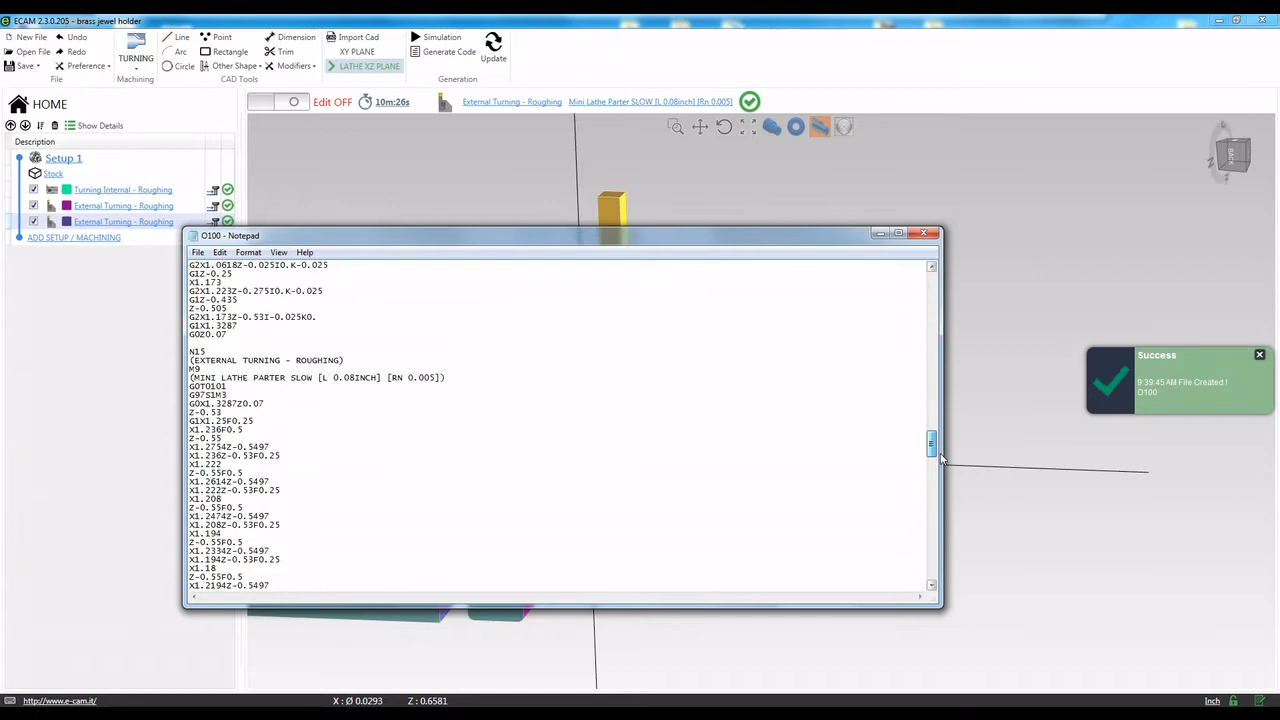 ECAM 2.3.0.205 - brass jewel holder
New File Undo Line Point Dimension Import Cad Simulation
Open File Redo Arc Rectangle Trim XY PLANE Generate Code
Save Preference TURNING Circle Other Shape Modifiers LATHE XZ PLANE Update
File Machining CAD Tools Generation
HOME
Edit OFF 10m:26s External Turning - Roughing Mini Lathe Parter SLOW [L 0.08inch] [Rn 0.005]
Show Details
Description
Setup 1
Stock
Turning Internal - Roughing
External Turning - Roughing
External Turning - Roughing
ADD SETUP / MACHINING
BACK
Z
O100 - Notepad
File Edit Format View Help
G2X1.0618Z-0.025I0.K-0.025
G1Z-0.25
X1.173
G2X1.223Z-0.275I0.K-0.025
G1Z-0.435
Z-0.505
G2X1.173Z-0.53I-0.025K0.
G1X1.3287
G0Z0.07
N15
(EXTERNAL TURNING - ROUGHING)
M9
(MINI LATHE PARTER SLOW [L 0.08INCH] [RN 0.005])
G0T0101
G97S1M3
G0X1.3287Z0.07
Z-0.53
G1X1.25F0.25
X1.236F0.5
Z-0.55
X1.2754Z-0.5497
X1.236Z-0.53F0.25
X1.222
Z-0.55F0.5
X1.2614Z-0.5497
X1.222Z-0.53F0.25
X1.208
Z-0.55F0.5
X1.2474Z-0.5497
X1.208Z-0.53F0.25
X1.194
Z-0.55F0.5
X1.2334Z-0.5497
X1.194Z-0.53F0.25
X1.18
Z-0.55F0.5
X1.2194Z-0.5497
Success
9:39:45 AM File Created !
O100
http://www.e-cam.it/ X : Ø 0.0293 Z : 0.6581 Inch